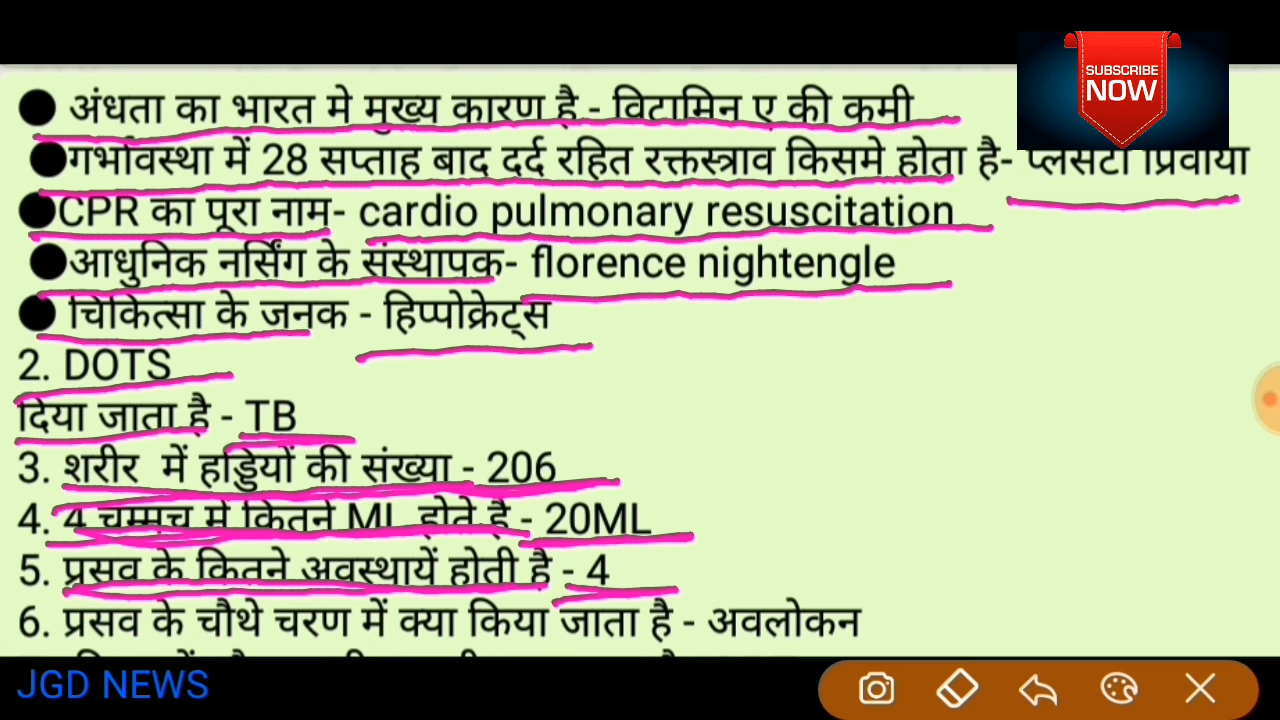 ● अंधता का भारत मे मुख्य कारण है - विटामिन ए की कमी
SUBSCRIBE
NOW
●गर्भावस्था में 28 सप्ताह बाद दर्द रहित रक्तस्त्राव किसमे होता है- प्लेसेंटा प्रिवीया
●CPR का पूरा नाम- cardio pulmonary resuscitation
●आधुनिक नर्सिंग के संस्थापक- florence nightengle
● चिकित्सा के जनक - हिप्पोक्रेट्स
2. DOTS
दिया जाता है - TB
3. शरीर में हड्डियों की संख्या - 206
4. 4 चम्मच मे कितने ML होते है - 20ML
5. प्रसव के कितने अवस्थायें होती है - 4
6. प्रसव के चौथे चरण में क्या किया जाता है - अवलोकन
JGD NEWS